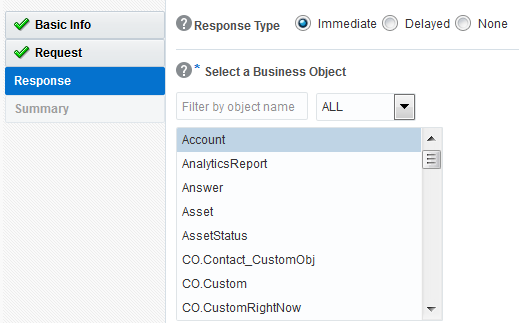 Basic Info
Request
Response
Summary
? Response Type Immediate Delayed None
? * Select a Business Object
Filter by object name ALL
Account
AnalyticsReport
Answer
Asset
AssetStatus
CO.Contact_CustomObj
CO.Custom
CO.CustomRightNow